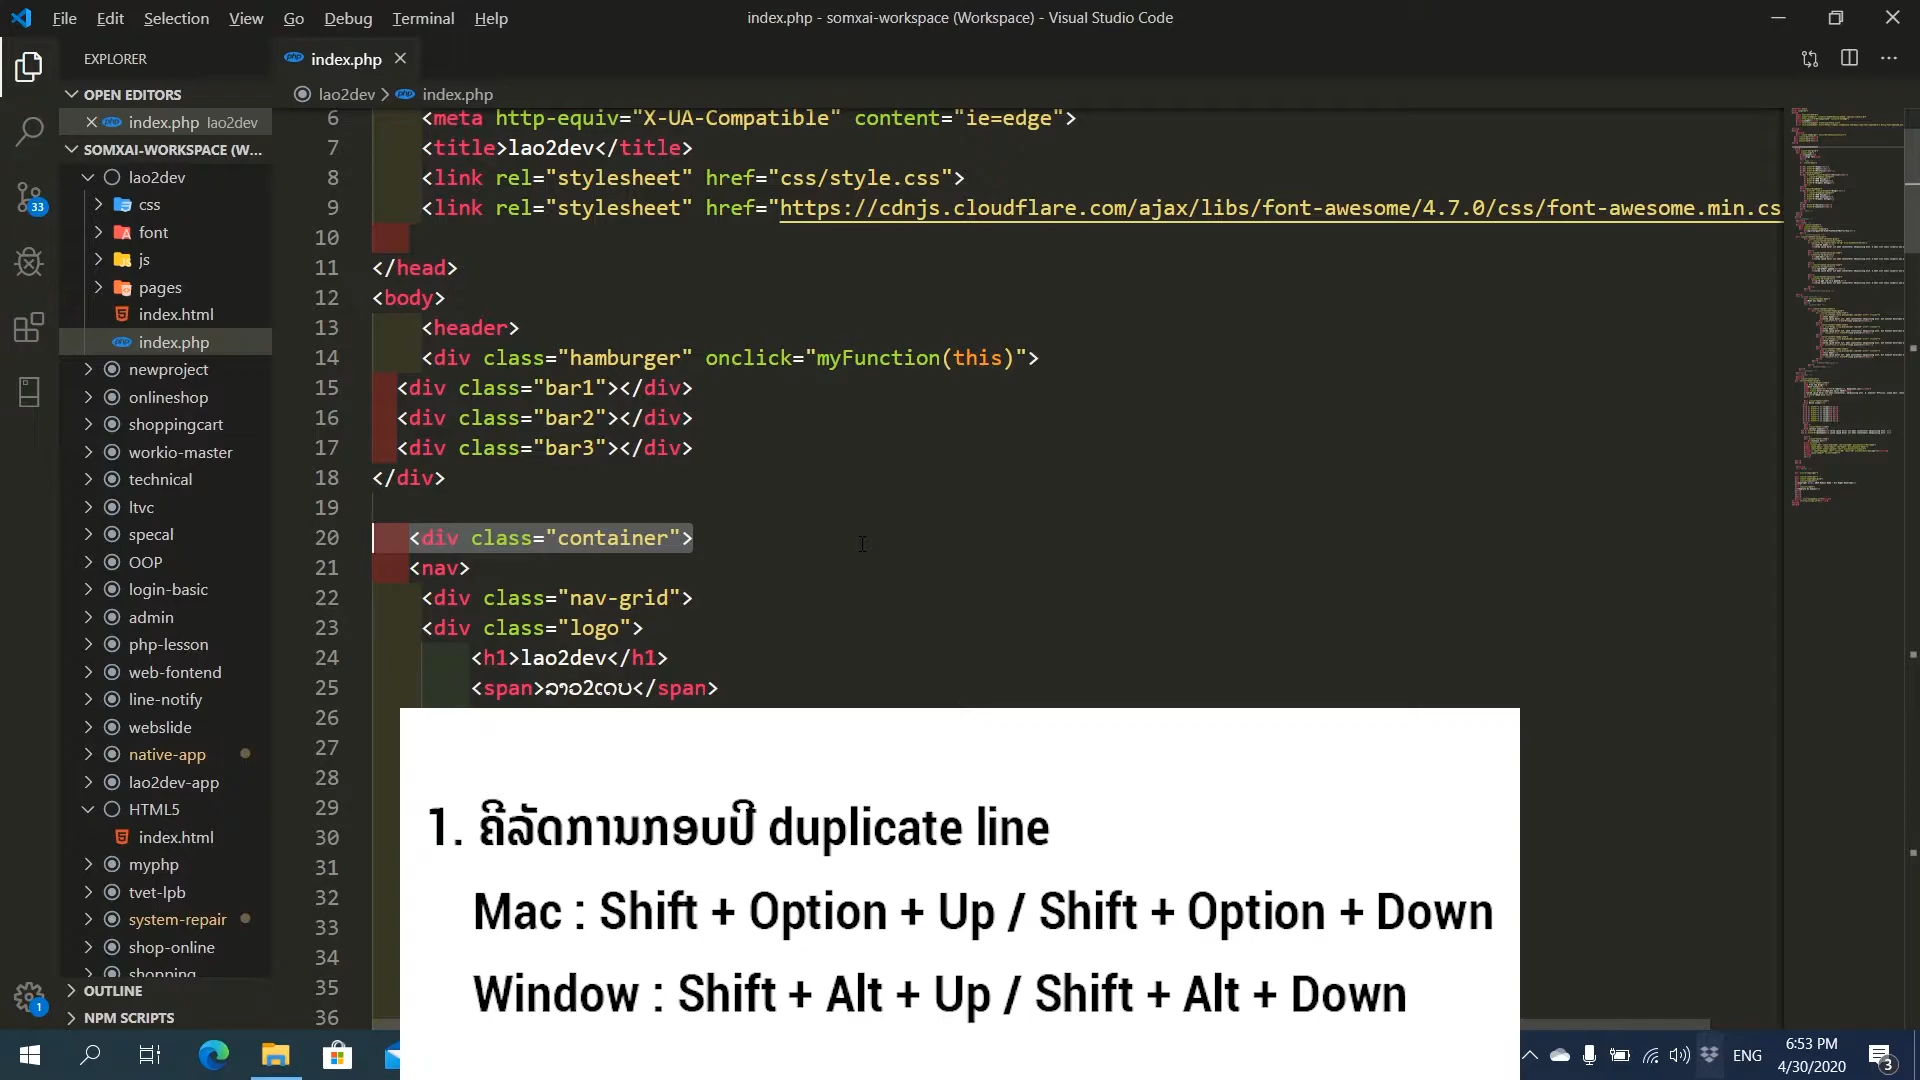 File Edit Selection View Go Debug Terminal Help
index.php - somxai-workspace (Workspace) - Visual Studio Code
EXPLORER
OPEN EDITORS
index.php lao2dev
SOMXAI-WORKSPACE (W...
lao2dev
css
font
js
pages
index.html
index.php
newproject
onlineshop
shoppingcart
workio-master
technical
ltvc
specal
OOP
login-basic
admin
php-lesson
web-fontend
line-notify
webslide
native-app
lao2dev-app
HTML5
index.html
myphp
tvet-lpb
system-repair
shop-online
shopping
OUTLINE
NPM SCRIPTS
33
1
php index.php
lao2dev > php index.php
6 <meta http-equiv="X-UA-Compatible" content="ie=edge">
7 <title>lao2dev</title>
8 <link rel="stylesheet" href="css/style.css">
9 <link rel="stylesheet" href="https://cdnjs.cloudflare.com/ajax/libs/font-awesome/4.7.0/css/font-awesome.min.cs
10
11 </head>
12 <body>
13 <header>
14 <div class="hamburger" onclick="myFunction(this)">
15 <div class="bar1"></div>
16 <div class="bar2"></div>
17 <div class="bar3"></div>
18 </div>
19
20 <div class="container">
21 <nav>
22 <div class="nav-grid">
23 <div class="logo">
24 <h1>lao2dev</h1>
25 <span>ລາວ2ເດບ</span>
26
27
28
29
30
31
32
33
34
35
36
1. ຄີລັດການກອບປີ duplicate line
Mac : Shift + Option + Up / Shift + Option + Down
Window : Shift + Alt + Up / Shift + Alt + Down
ENG
6:53 PM
4/30/2020
3